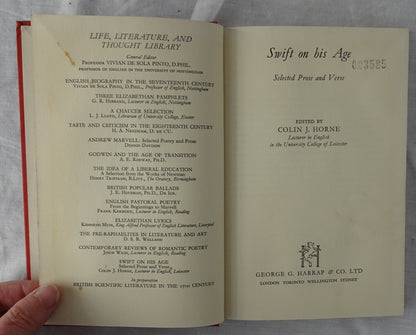 LIFE, LITERATURE, AND
THOUGHT LIBRARY
General Editor
PROFESSOR VIVIAN DE SOLA PINTO, D.PHIL.
PROFESSOR OF ENGLISH IN THE UNIVERSITY OF NOTTINGHAM
ENGLISH BIOGRAPHY IN THE SEVENTEENTH CENTURY
VIVIAN DE SOLA PINTO, D.PHIL., Professor of English, Nottingham
THREE ELIZABETHAN PAMPHLETS
G. R. HIBBARD, Lecturer in English, Nottingham
A CHAUCER SELECTION
L. J. LLOYD, Librarian of University College, Exeter
TASTE AND CRITICISM IN THE EIGHTEENTH CENTURY
H. A. NEEDHAM, D. DE L'U.
ANDREW MARVELL: Selected Poetry and Prose
DENNIS DAVISON
GODWIN AND THE AGE OF TRANSITION
A. E. RODWAY, PH.D.
THE IDEA OF A LIBERAL EDUCATION
A Selection from the Works of Newman
HENRY TRISTRAM, B.LITT., The Oratory, Birmingham
BRITISH POPULAR BALLADS
J. E. HOUSMAN, PH.D., DR.JUR.
ENGLISH PASTORAL POETRY
From the Beginnings to Marvell
FRANK KERMODE, Lecturer in English, Reading
ELIZABETHAN LYRICS
KENNETH MUIR, King Alfred Professor of English Literature, Liverpool
THE PRE-RAPHAELITES IN LITERATURE AND ART
D. S. R. WELLAND
CONTEMPORARY REVIEWS OF ROMANTIC POETRY
JOHN WAIN, Lecturer in English, Reading
SWIFT ON HIS AGE
Selected Prose and Verse
COLIN J. HORNE, Lecturer in English, Leicester
In preparation
BRITISH SCIENTIFIC LITERATURE IN THE 17TH CENTURY
Swift on his Age
003585
Selected Prose and Verse
EDITED BY
COLIN J. HORNE
Lecturer in English
in the University College of Leicester
GEORGE G. HARRAP & CO. LTD
LONDON TORONTO WELLINGTON SYDNEY